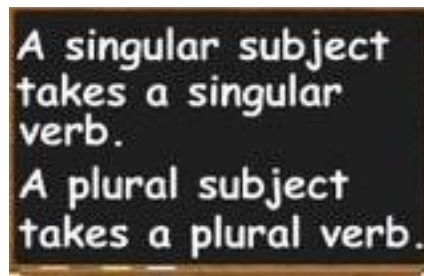 A singular subject
takes a singular
verb.
A plural subject
takes a plural verb.